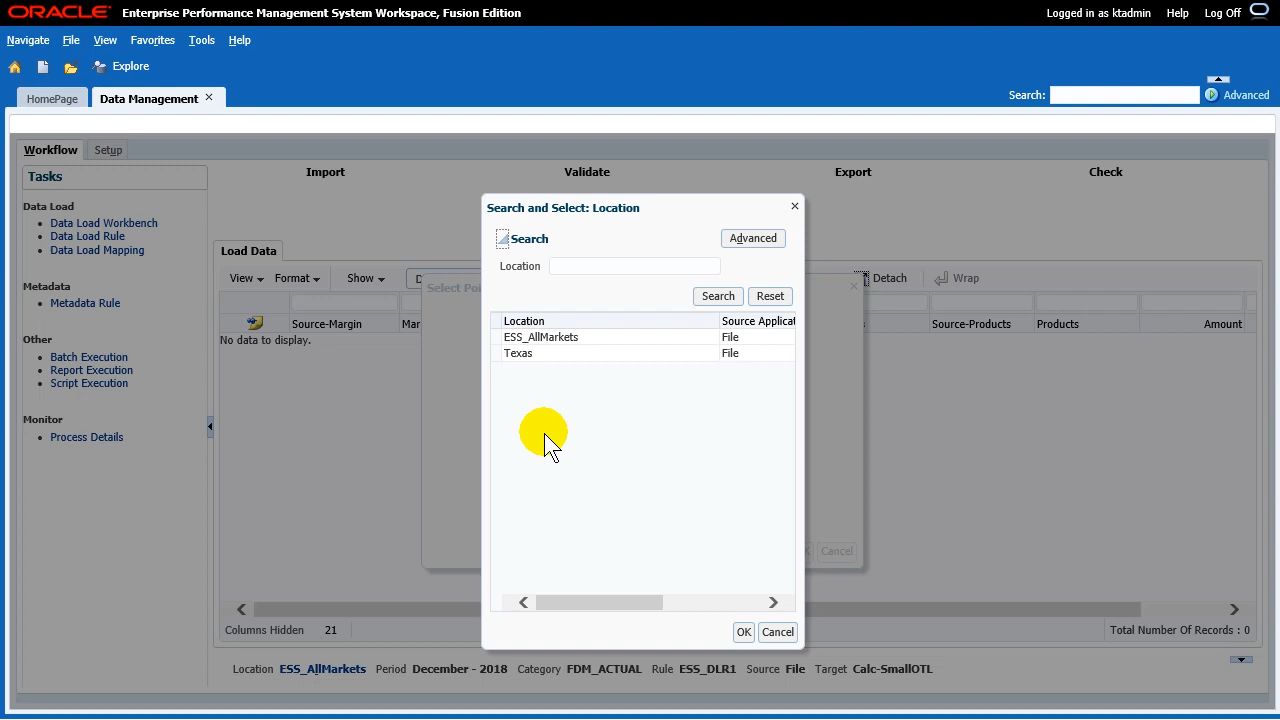 ORACLE Enterprise Performance Management System Workspace, Fusion Edition Logged in as ktadmin Help Log Off
Navigate File View Favorites Tools Help
Explore
HomePage Data Management Search: Advanced
Workflow Setup
Tasks
Import Validate Export Check
Data Load
Data Load Workbench
Data Load Rule
Data Load Mapping
Metadata
Metadata Rule
Other
Batch Execution
Report Execution
Script Execution
Monitor
Process Details
Load Data
View Format Show Detach Wrap
Source-Margin Source-Products Products Amount
No data to display.
Search and Select: Location
Search Advanced
Location
Search Reset
Location Source Applicat
ESS_AllMarkets File
Texas File
OK Cancel
Cancel
Columns Hidden 21 Total Number Of Records : 0
Location ESS_AllMarkets Period December - 2018 Category FDM_ACTUAL Rule ESS_DLR1 Source File Target Calc-SmallOTL